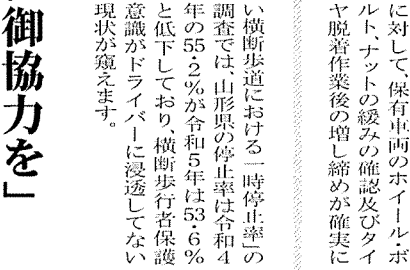 に対して、保有車両のホイール・ボ
ルト、ナットの緩みの確認及びタイ
ヤ脱着作業後の増し締めが確実に
い横断歩道における一時停止率」の
調査では、山形県の停止率は令和4
年の55・2％が令和5年は53・6％
と低下しており、横断歩行者保護
意識がドライバーに浸透してない
現状が窺えます。
御協力を」